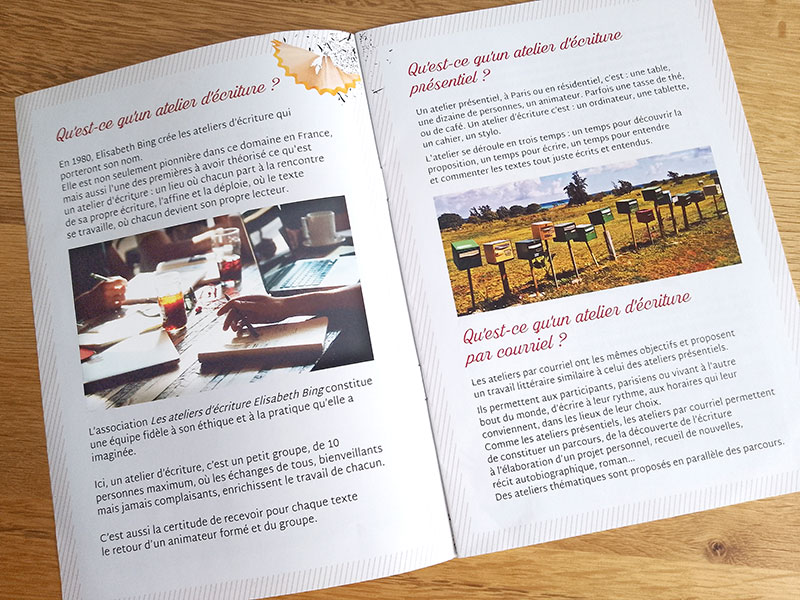 Qu'est-ce qu'un atelier d'écriture ?
En 1980, Elisabeth Bing crée les ateliers d'écriture qui
porteront son nom.
Elle est non seulement pionnière dans ce domaine en France,
mais aussi l'une des premières à avoir théorisé ce qu'est
un atelier d'écriture : un lieu où chacun part à la rencontre
de sa propre écriture, l'affine et la déploie, où le texte
se travaille, où chacun devient son propre lecteur.
L'association Les ateliers d'écriture Elisabeth Bing constitue
une équipe fidèle à son éthique et à la pratique qu'elle a
imaginée.
Ici, un atelier d'écriture, c'est un petit groupe, de 10
personnes maximum, où les échanges de tous, bienveillants
mais jamais complaisants, enrichissent le travail de chacun.
C'est aussi la certitude de recevoir pour chaque texte
le retour d'un animateur formé et du groupe.
Qu'est-ce qu'un atelier d'écriture
présentiel ?
Un atelier présentiel, à Paris ou en résidentiel, c'est : une table,
une dizaine de personnes, un animateur. Parfois une tasse de thé,
ou de café. Un atelier d'écriture c'est : un ordinateur, une tablette,
un cahier, un stylo.
L'atelier se déroule en trois temps : un temps pour découvrir la
proposition, un temps pour écrire, un temps pour entendre
et commenter les textes tout juste écrits et entendus.
Qu'est-ce qu'un atelier d'écriture
par courriel ?
Les ateliers par courriel ont les mêmes objectifs et proposent
un travail littéraire similaire à celui des ateliers présentiels.
Ils permettent aux participants, parisiens ou vivant à l'autre
bout du monde, d'écrire à leur rythme, aux horaires qui leur
conviennent, dans les lieux de leur choix.
Comme les ateliers présentiels, les ateliers par courriel permettent
de constituer un parcours, de la découverte de l'écriture
à l'élaboration d'un projet personnel, recueil de nouvelles,
récit autobiographique, roman...
Des ateliers thématiques sont proposés en parallèle des parcours.